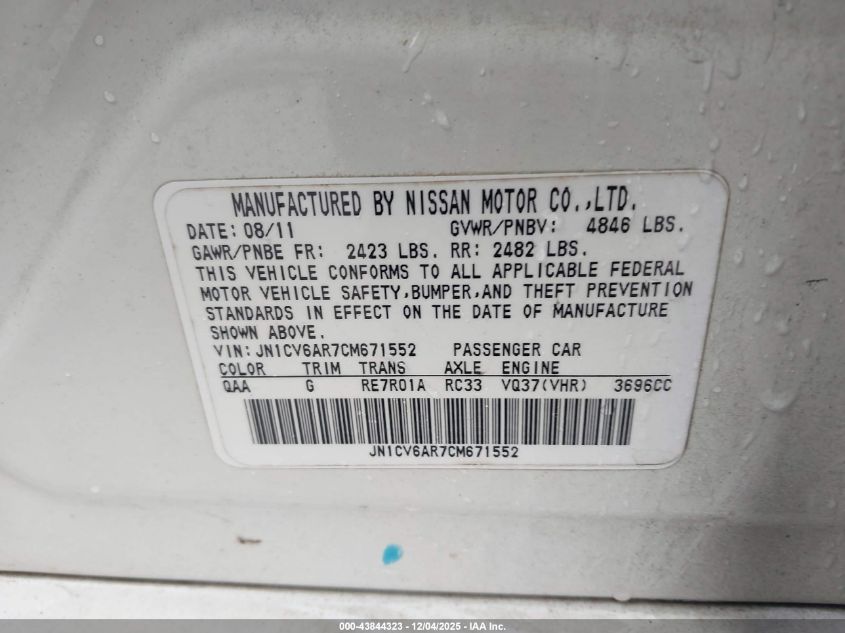 MANUFACTURED BY NISSAN MOTOR CO.,LTD.
DATE: 08/11 GVWR/PNBV: 4846 LBS.
GAWR/PNBE FR: 2423 LBS. RR: 2482 LBS.
THIS VEHICLE CONFORMS TO ALL APPLICABLE FEDERAL
MOTOR VEHICLE SAFETY,BUMPER,AND THEFT PREVENTION
STANDARDS IN EFFECT ON THE DATE OF MANUFACTURE
SHOWN ABOVE.
VIN: JN1CV6AR7CM671552 PASSENGER CAR
COLOR TRIM TRANS AXLE ENGINE
QAA G RE7R01A RC33 VQ37(VHR) 3696CC
JN1CV6AR7CM671552
000-43844323 - 12/04/2025 - IAA Inc.